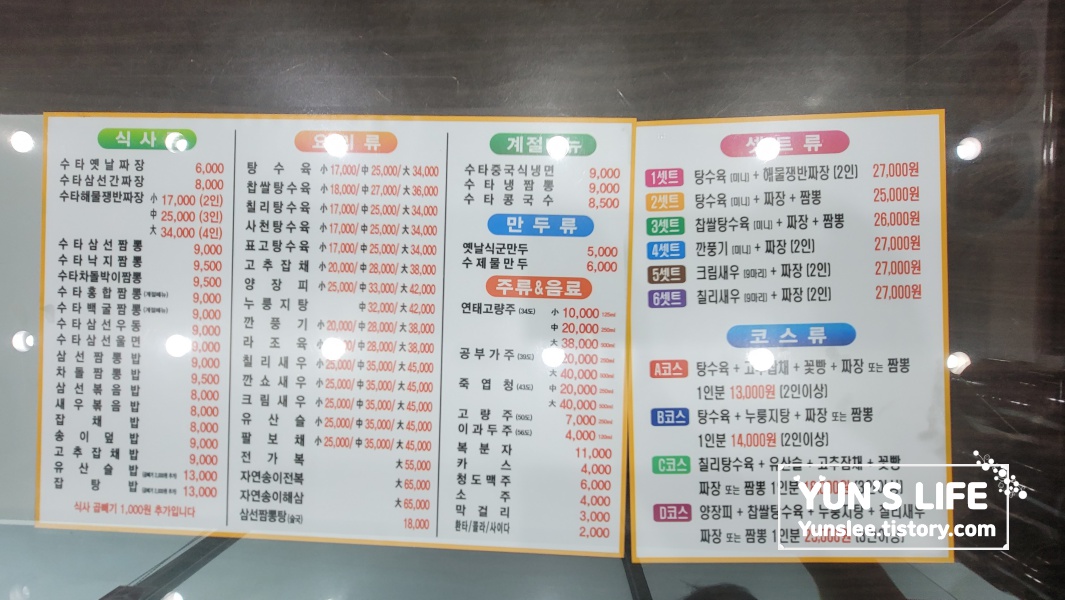 식 사
수타옛날짜장 6,000
수타삼선간짜장 8,000
수타해물쟁반짜장 小 17,000 (2인)
中 25,000 (3인)
大 34,000 (4인)
수타삼선짬뽕 9,000
수타낙지짬뽕 9,500
수타차돌박이짬뽕 9,500
수타홍합짬뽕(계절메뉴) 9,000
수타백굴짬뽕(계절메뉴) 9,000
수타삼선우동 9,000
수타삼선울면 9,000
삼선짬뽕밥 9,000
차돌짬뽕밥 9,500
삼선볶음밥 8,000
새우볶음밥 8,000
잡채밥 8,000
송이덮밥 9,000
고추잡채밥 9,000
유산슬밥 13,000
잡탕밥 13,000
식사 곱빼기 1,000원 추가입니다
요리류
탕수육 小 17,000/ 中 25,000/ 大 34,000
찹쌀탕수육 小 18,000/ 中 27,000/ 大 36,000
칠리탕수육 小 17,000/ 中 25,000/ 大 34,000
사천탕수육 小 17,000/ 中 25,000/ 大 34,000
표고탕수육 小 17,000/ 中 25,000/ 大 34,000
고추잡채 小 20,000/ 中 28,000/ 大 38,000
양장피 小 25,000/ 中 33,000/ 大 42,000
누룽지탕 中 32,000/ 大 42,000
깐풍기 小 20,000/ 中 28,000/ 大 38,000
라조육 小 20,000/ 中 28,000/ 大 38,000
칠리새우 小 25,000/ 中 35,000/ 大 45,000
깐쇼새우 小 25,000/ 中 35,000/ 大 45,000
크림새우 小 25,000/ 中 35,000/ 大 45,000
유산슬 小 25,000/ 中 35,000/ 大 45,000
팔보채 小 25,000/ 中 35,000/ 大 45,000
전가복 大 55,000
자연송이전복 大 65,000
자연송이해삼 大 65,000
삼선짬뽕탕(술국) 18,000
계절메뉴
수타중국식냉면 9,000
수타냉짬뽕 9,000
수타콩국수 8,500
만두류
옛날식군만두 5,000
수제물만두 6,000
주류&음료
연태고량주 (34도) 小 10,000 125ml
中 20,000 250ml
大 38,000 500ml
공부가주 (39도) 20,000
大 40,000
죽엽청 (43도) 中 20,000
大 40,000
고량주 (50도) 7,000 250ml
이과두주 (56도) 4,000 125ml
복분자 11,000
카스 4,000
청도맥주 6,000
소주 4,000
막걸리 3,000
환타/콜라/사이다 2,000
셋트류
1셋트 탕수육 (미니) + 해물쟁반짜장 (2인) 27,000원
2셋트 탕수육 (미니) + 짜장 + 짬뽕 25,000원
3셋트 찹쌀탕수육 (미니) + 짜장 + 짬뽕 26,000원
4셋트 깐풍기 (미니) + 짜장 (2인) 27,000원
5셋트 크림새우 (9마리) + 짜장 (2인) 27,000원
6셋트 칠리새우 (9마리) + 짜장 (2인) 27,000원
코스류
A코스 탕수육 + 고추잡채 + 꽃빵 + 짜장 또는 짬뽕
1인분 13,000원 (2인이상)
B코스 탕수육 + 누룽지탕 + 짜장 또는 짬뽕
1인분 14,000원 (2인이상)
C코스 칠리탕수육 + 유산슬 + 고추잡채 + 꽃빵
짜장 또는 짬뽕 1인분
D코스 양장피 + 찹쌀탕수육 + 누룽지탕 + 칠리새우
짜장 또는 짬뽕 1인분
YUN'S LIFE
Yunslee.tistory.com